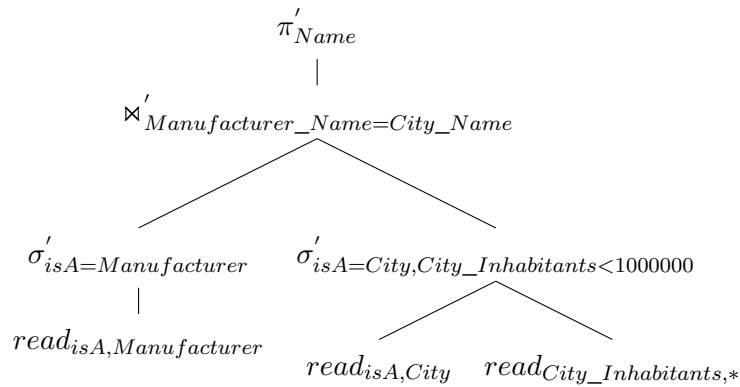 π′Name
⋈′Manufacturer_Name=City_Name
σ′isA=Manufacturer
σ′isA=City,City_Inhabitants<1000000
readisA,Manufacturer
readisA,City
readCity_Inhabitants,*